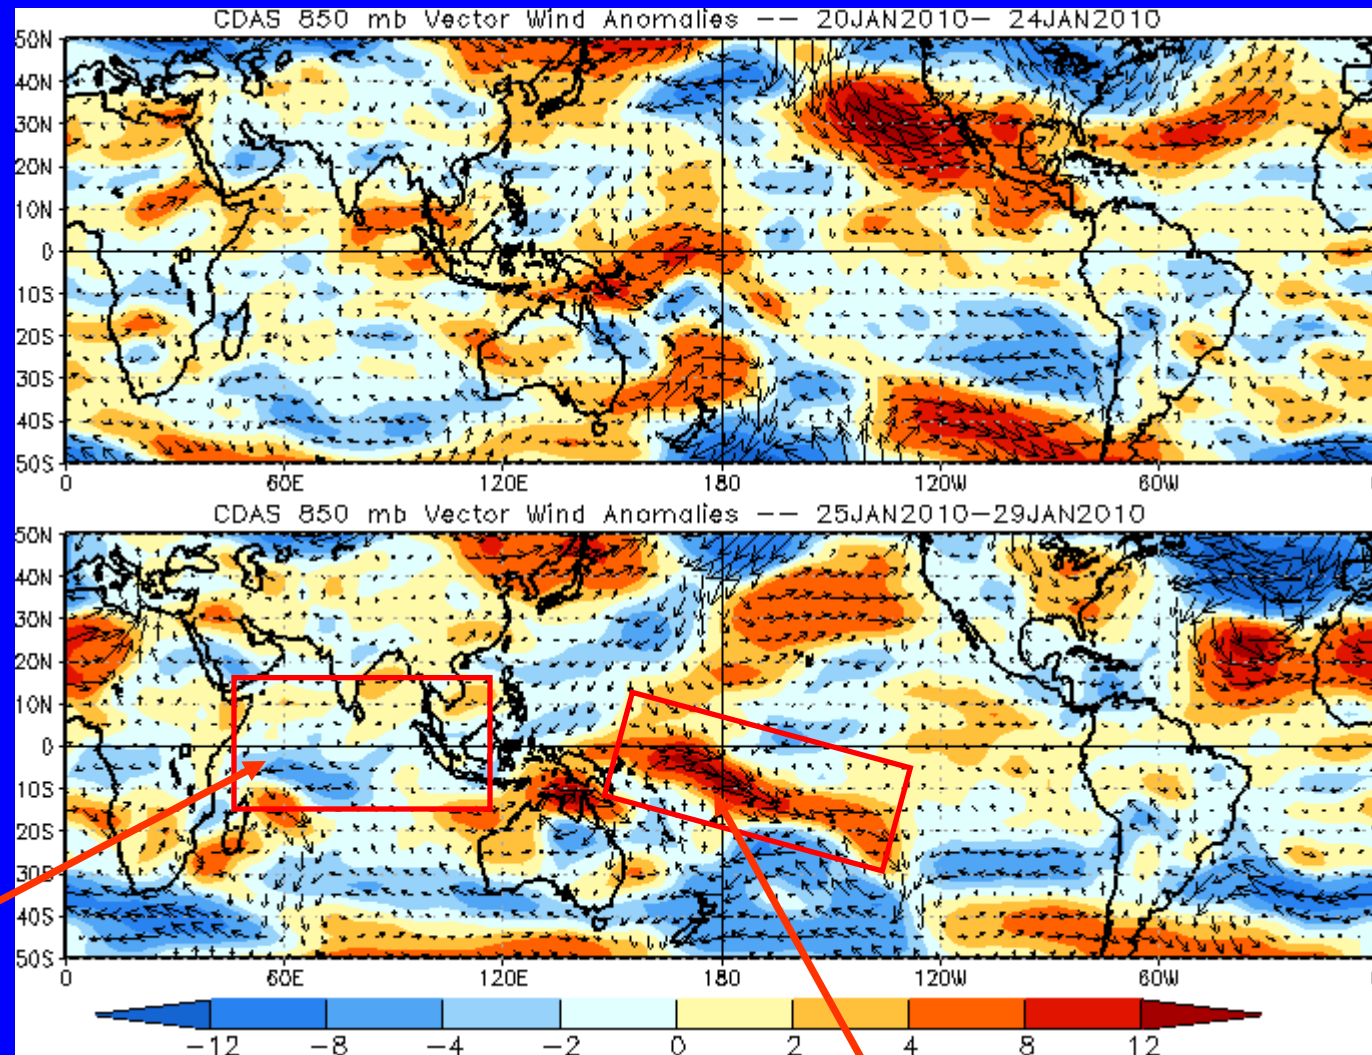 CDAS 850 mb Vector Wind Anomalies -- 20JAN2010- 24JAN2010
50N
40N
30N
20N
10N
0
10S
20S
30S
40S
50S
0 60E 120E 180 120W 60W
CDAS 850 mb Vector Wind Anomalies -- 25JAN2010-29JAN2010
50N
40N
30N
20N
10N
0
10S
20S
30S
40S
50S
0 60E 120E 180 120W 60W
-12 -8 -4 -2 0 2 4 8 12